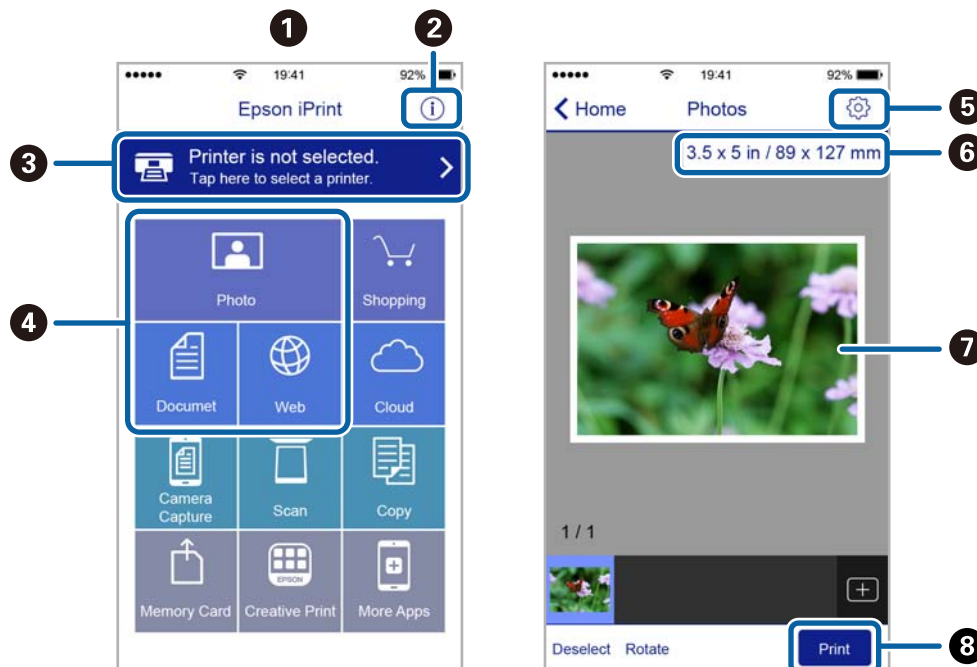 1
2
19:41
92%
Epson iPrint
i
3
Printer is not selected.
Tap here to select a printer.
4
Photo
Shopping
Documet
Web
Cloud
Camera
Capture
Scan
Copy
EPSON
Memory Card
Creative Print
More Apps
19:41
92%
Home
Photos
5
3.5 x 5 in / 89 x 127 mm
6
7
1 / 1
Deselect
Rotate
Print
8